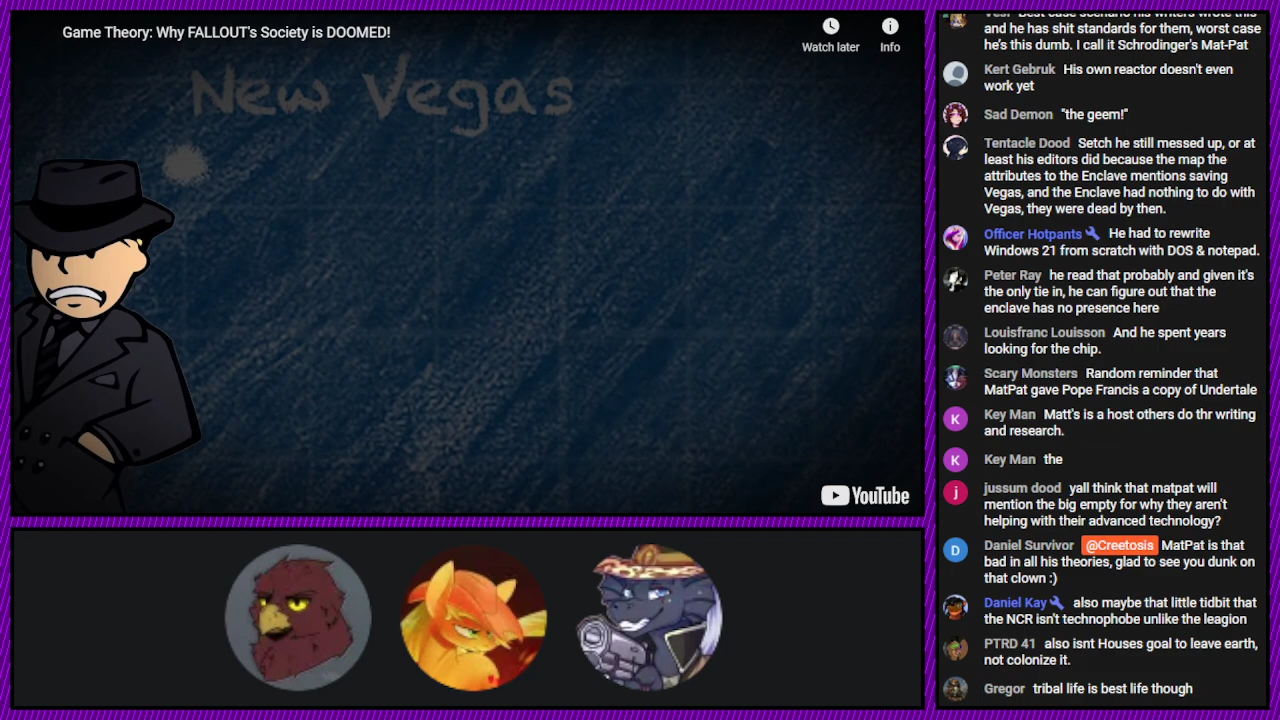 Game Theory: Why FALLOUT's Society is DOOMED!
Watch later
Info
New Vegas
YouTube
and he has shit standards for them, worst case
he's this dumb. I call it Schrodinger's Mat-Pat
Kert Gebruk His own reactor doesn't even
work yet
Sad Demon "the geem!"
Tentacle Dood Setch he still messed up, or at
least his editors did because the map the
attributes to the Enclave mentions saving
Vegas, and the Enclave had nothing to do with
Vegas, they were dead by then.
Officer Hotpants He had to rewrite
Windows 21 from scratch with DOS & notepad.
Peter Ray he read that probably and given it's
the only tie in, he can figure out that the
enclave has no presence here
Louisfranc Louisson And he spent years
looking for the chip.
Scary Monsters Random reminder that
MatPat gave Pope Francis a copy of Undertale
K
Key Man Matt's is a host others do thr writing
and research.
K
Key Man the
j
jussum dood yall think that matpat will
mention the big empty for why they aren't
helping with their advanced technology?
D
Daniel Survivor @Creetosis MatPat is that
bad in all his theories, glad to see you dunk on
that clown :)
Daniel Kay also maybe that little tidbit that
the NCR isn't technophobe unlike the leagion
PTRD 41 also isnt Houses goal to leave earth,
not colonize it.
Gregor tribal life is best life though